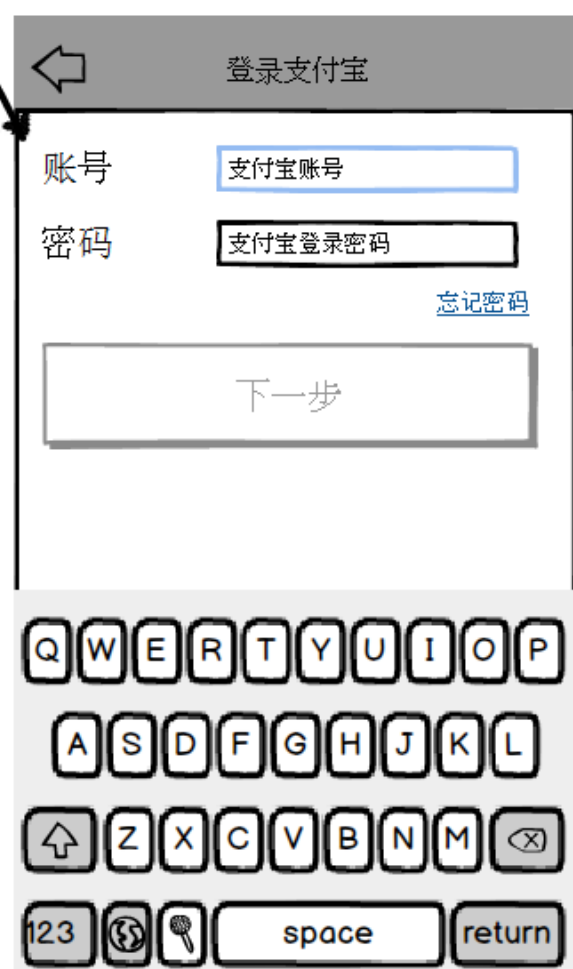 登录支付宝
账号 支付宝账号
密码 支付宝登录密码
忘记密码
下一步
Q W E R T Y U I O P
A S D F G H J K L
Z X C V B N M
123 space return